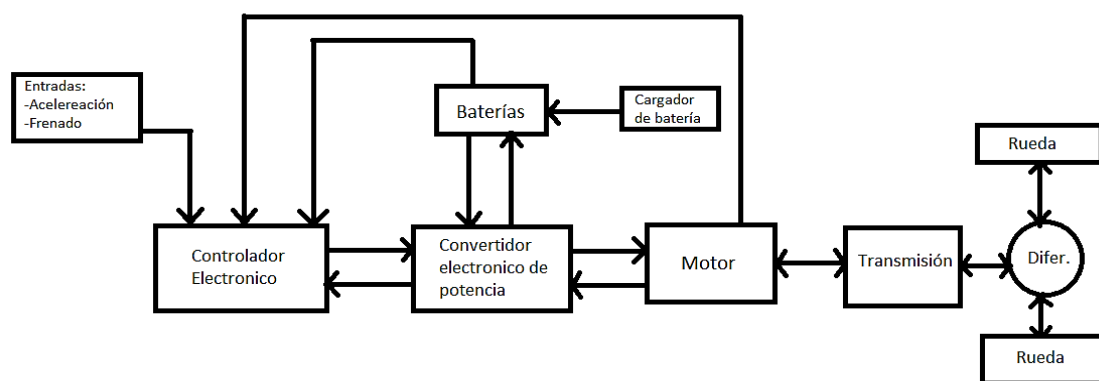 Entradas:
-Acelereación
-Frenado
Baterías
Cargador
de batería
Controlador
Electronico
Convertidor
electronico de
potencia
Motor
Transmisión
Difer.
Rueda
Rueda